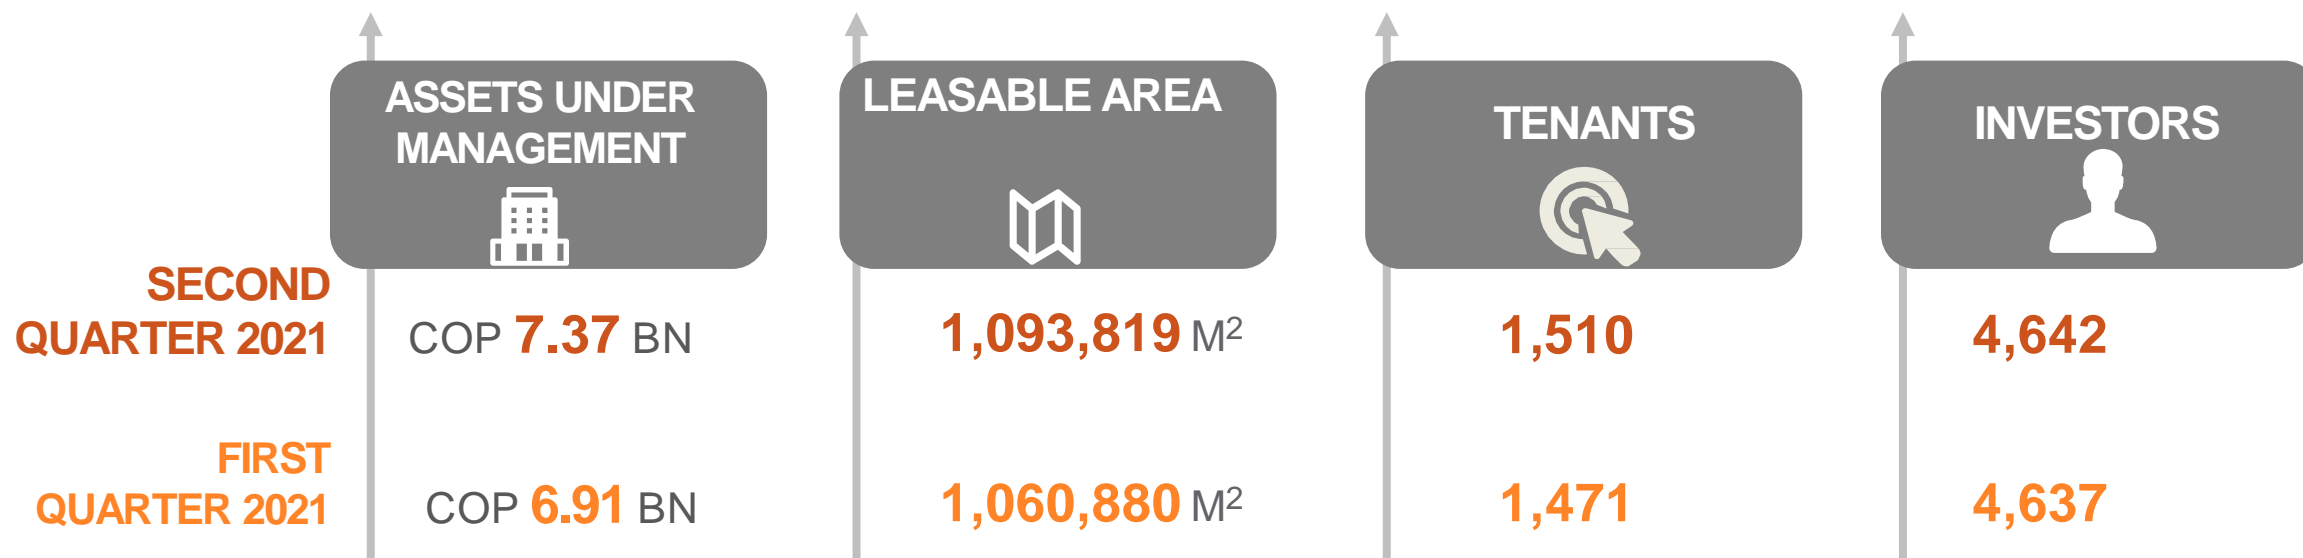 ASSETS UNDER
MANAGEMENT
LEASABLE AREA
TENANTS
INVESTORS
SECOND
QUARTER 2021
COP 7.37 BN
1,093,819 M²
1,510
4,642
FIRST
QUARTER 2021
COP 6.91 BN
1,060,880 M²
1,471
4,637